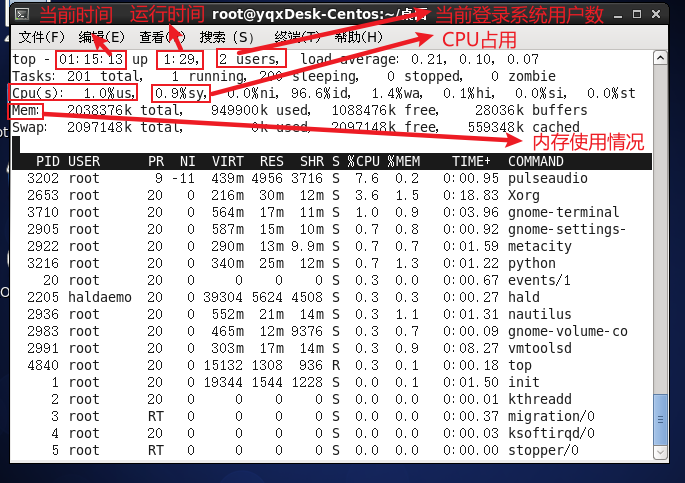 当前时间 运行时间 root@yqxDesk-Centos:~/桌面 当前登录系统用户数
文件(F) 编辑(E) 查看(V) 搜索 (S) 终端(T) 帮助(H) CPU占用
top - 01:15:13 up 1:29, 2 users, load average: 0.21, 0.10, 0.07
Tasks: 201 total, 1 running, 200 sleeping, 0 stopped, 0 zombie
Cpu(s): 1.0%us, 0.9%sy, 0.0%ni, 96.6%id, 1.4%wa, 0.1%hi, 0.0%si, 0.0%st
Mem: 2038376k total, 949900k used, 1088476k free, 28036k buffers
Swap: 2097148k total, 0k used, 2097148k free, 559348k cached
内存使用情况
PID USER PR NI VIRT RES SHR S %CPU %MEM TIME+ COMMAND
3202 root 9 -11 439m 4956 3716 S 7.6 0.2 0:00.95 pulseaudio
2653 root 20 0 216m 30m 12m S 3.6 1.5 0:18.83 Xorg
3710 root 20 0 564m 17m 11m S 1.0 0.9 0:03.96 gnome-terminal
2905 root 20 0 587m 15m 10m S 0.7 0.8 0:00.92 gnome-settings-
2922 root 20 0 290m 13m 9.9m S 0.7 0.7 0:01.59 metacity
3216 root 20 0 340m 25m 12m S 0.7 1.3 0:01.22 python
20 root 20 0 0 0 0 S 0.3 0.0 0:00.67 events/1
2205 haldaemo 20 0 39304 5624 4508 S 0.3 0.3 0:00.27 hald
2936 root 20 0 552m 21m 14m S 0.3 1.1 0:01.31 nautilus
2983 root 20 0 465m 12m 9376 S 0.3 0.7 0:00.09 gnome-volume-co
2991 root 20 0 303m 17m 14m S 0.3 0.9 0:08.27 vmtoolsd
4840 root 20 0 15132 1308 936 R 0.3 0.1 0:00.18 top
1 root 20 0 19344 1544 1228 S 0.0 0.1 0:01.50 init
2 root 20 0 0 0 0 S 0.0 0.0 0:00.01 kthreadd
3 root RT 0 0 0 0 S 0.0 0.0 0:00.37 migration/0
4 root 20 0 0 0 0 S 0.0 0.0 0:00.03 ksoftirqd/0
5 root RT 0 0 0 0 S 0.0 0.0 0:00.00 stopper/0